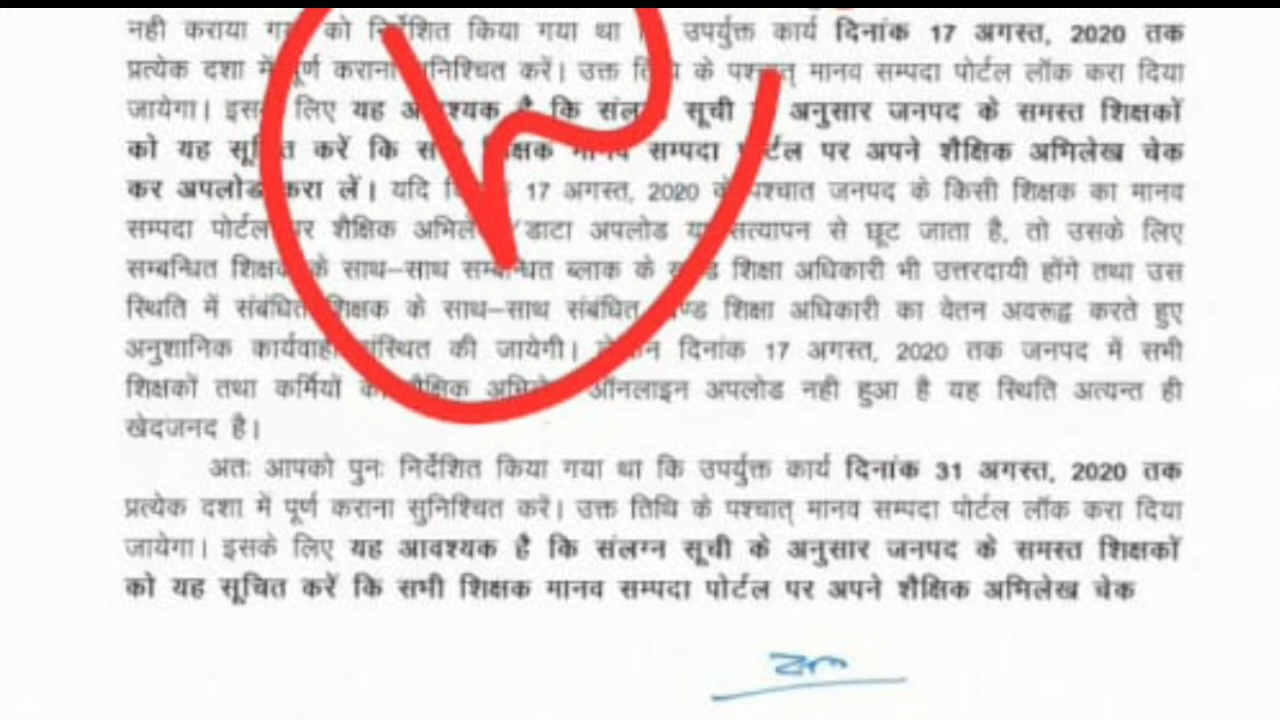 नही कराया को निर्देशित किया गया था उपर्युक्त कार्य दिनांक 17 अगस्त, 2020 तक
प्रत्येक दशा में पूर्ण कराना सुनिश्चित करें। उक्त तिथि के पश्चात् मानव सम्पदा पोर्टल लॉक करा दिया
जायेगा। इसके लिए यह आवश्यक है कि संलग्न सूची अनुसार जनपद के समस्त शिक्षकों
को यह सूचित करें कि सभी शिक्षक मानव सम्पदा पोर्टल पर अपने शैक्षिक अभिलेख चेक
कर अपलोड करा लें। यदि 17 अगस्त, 2020 के पश्चात जनपद के किसी शिक्षक का मानव
सम्पदा पोर्टल पर शैक्षिक अभिलेख/डाटा अपलोड या सत्यापन से छूट जाता है, तो उसके लिए
सम्बन्धित शिक्षक के साथ–साथ सम्बन्धित ब्लाक के खण्ड शिक्षा अधिकारी भी उत्तरदायी होंगे तथा उस
स्थिति में संबंधित शिक्षक के साथ–साथ संबंधित खण्ड शिक्षा अधिकारी का वेतन अवरूद्ध करते हुए
अनुशानिक कार्यवाही संस्थित की जायेगी। दिनांक 17 अगस्त, 2020 तक जनपद में सभी
शिक्षकों तथा कर्मियों का शैक्षिक अभिलेख ऑनलाइन अपलोड नही हुआ है यह स्थिति अत्यन्त ही
खेदजनद है।
अतः आपको पुनः निर्देशित किया गया था कि उपर्युक्त कार्य दिनांक 31 अगस्त, 2020 तक
प्रत्येक दशा में पूर्ण कराना सुनिश्चित करें। उक्त तिथि के पश्चात् मानव सम्पदा पोर्टल लॉक करा दिया
जायेगा। इसके लिए यह आवश्यक है कि संलग्न सूची के अनुसार जनपद के समस्त शिक्षकों
को यह सूचित करें कि सभी शिक्षक मानव सम्पदा पोर्टल पर अपने शैक्षिक अभिलेख चेक